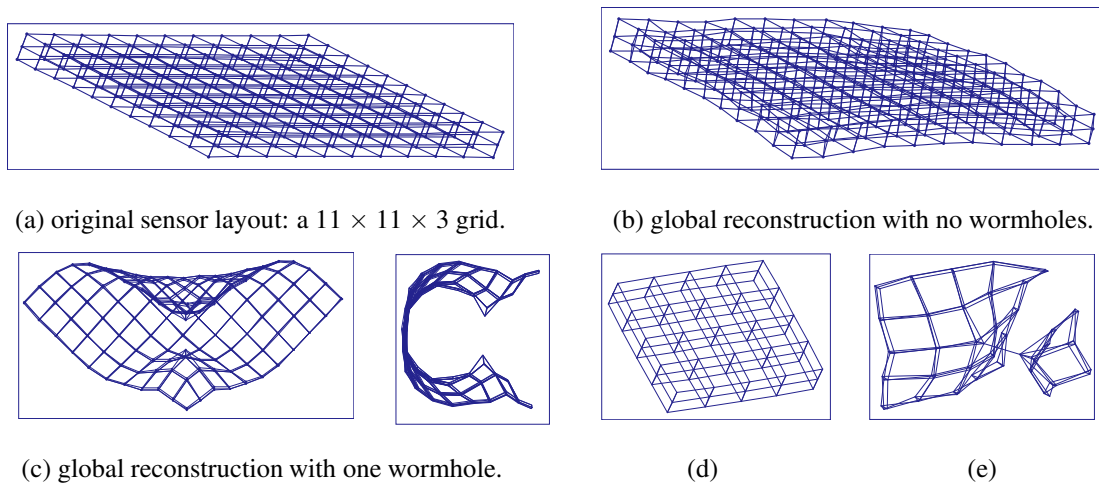 (a) original sensor layout: a 11 × 11 × 3 grid.
(b) global reconstruction with no wormholes.
(c) global reconstruction with one wormhole.
(d)
(e)